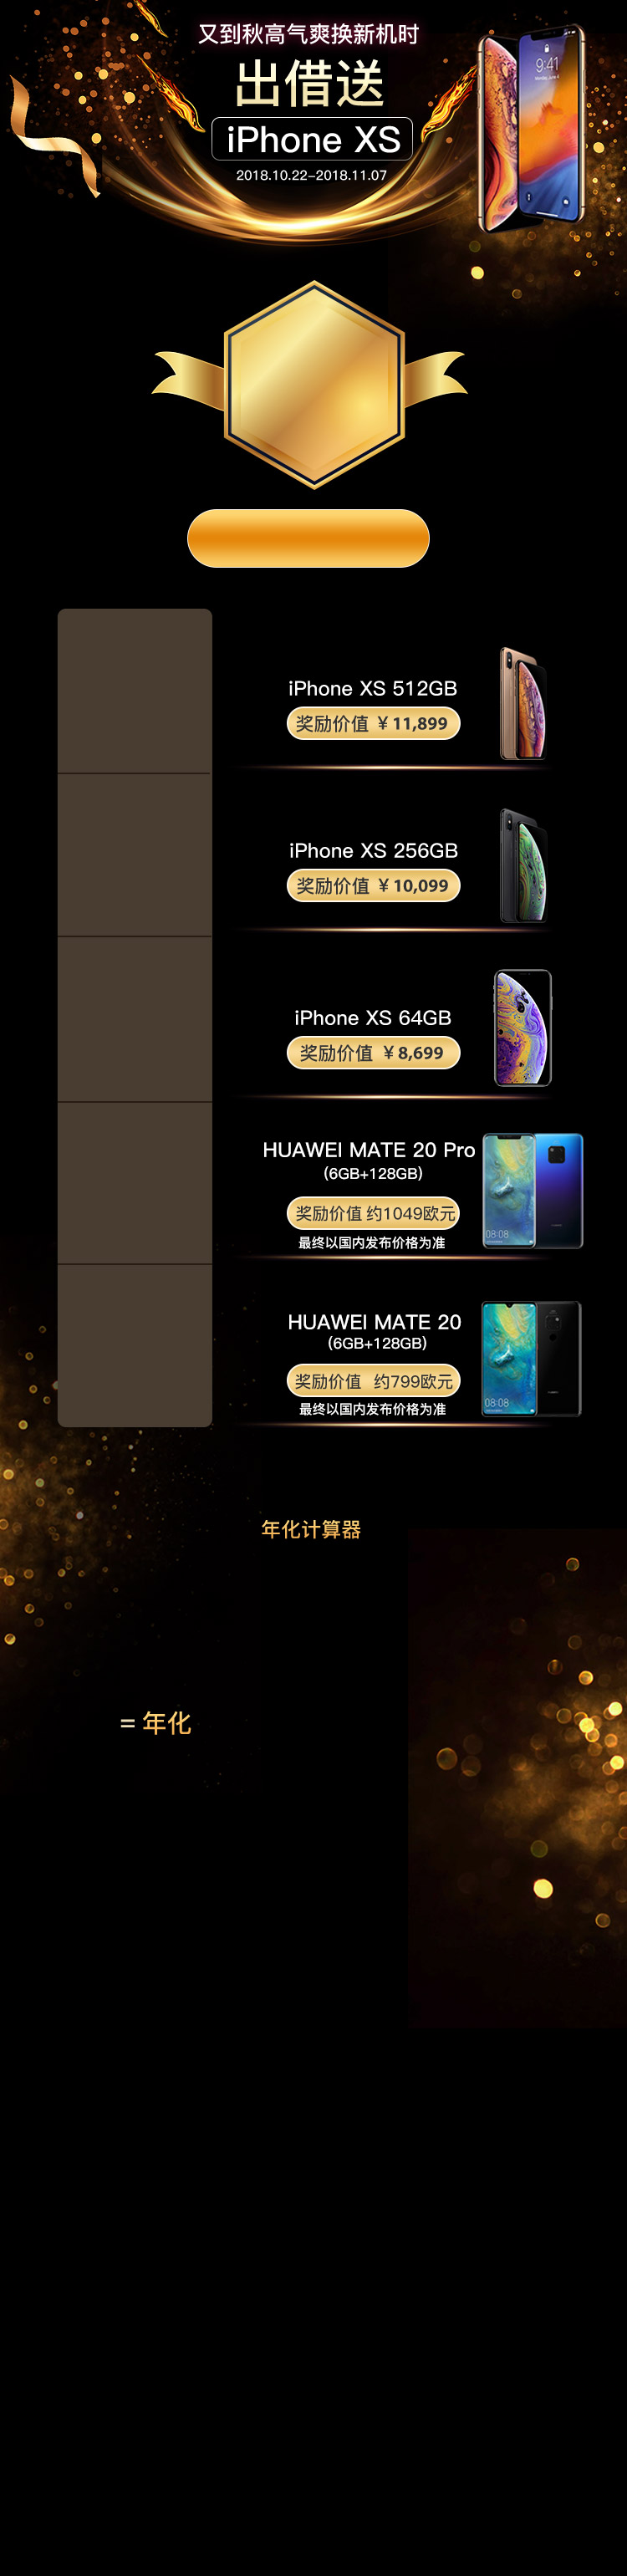 又到秋高气爽换新机时
出借送
iPhone XS
2018.10.22-2018.11.07
9:41
iPhone XS 512GB
奖励价值 ￥11,899
iPhone XS 256GB
奖励价值 ￥10,099
iPhone XS 64GB
奖励价值 ￥8,699
HUAWEI MATE 20 Pro
(6GB+128GB)
奖励价值 约1049欧元
最终以国内发布价格为准
08:08
HUAWEI MATE 20
(6GB+128GB)
奖励价值 约799欧元
最终以国内发布价格为准
08:08
年化计算器
= 年化